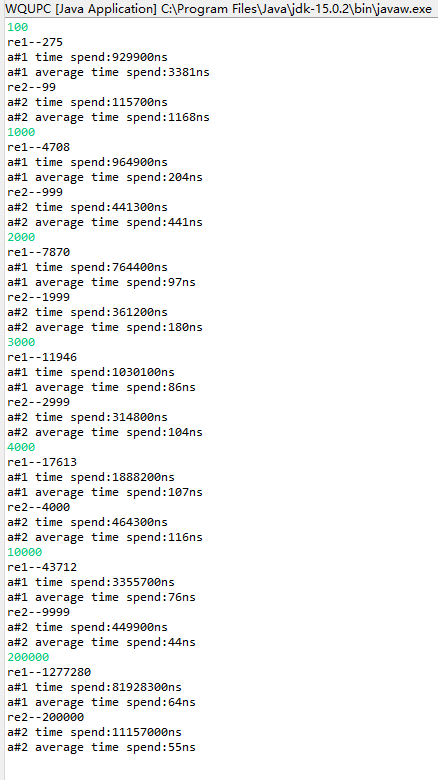 WQUPC [Java Application] C:\Program Files\Java\jdk-15.0.2\bin\javaw.exe
100
re1--275
a#1 time spend:929900ns
a#1 average time spend:3381ns
re2--99
a#2 time spend:115700ns
a#2 average time spend:1168ns
1000
re1--4708
a#1 time spend:964900ns
a#1 average time spend:204ns
re2--999
a#2 time spend:441300ns
a#2 average time spend:441ns
2000
re1--7870
a#1 time spend:764400ns
a#1 average time spend:97ns
re2--1999
a#2 time spend:361200ns
a#2 average time spend:180ns
3000
re1--11946
a#1 time spend:1030100ns
a#1 average time spend:86ns
re2--2999
a#2 time spend:314800ns
a#2 average time spend:104ns
4000
re1--17613
a#1 time spend:1888200ns
a#1 average time spend:107ns
re2--4000
a#2 time spend:464300ns
a#2 average time spend:116ns
10000
re1--43712
a#1 time spend:3355700ns
a#1 average time spend:76ns
re2--9999
a#2 time spend:449900ns
a#2 average time spend:44ns
200000
re1--1277280
a#1 time spend:81928300ns
a#1 average time spend:64ns
re2--200000
a#2 time spend:11157000ns
a#2 average time spend:55ns